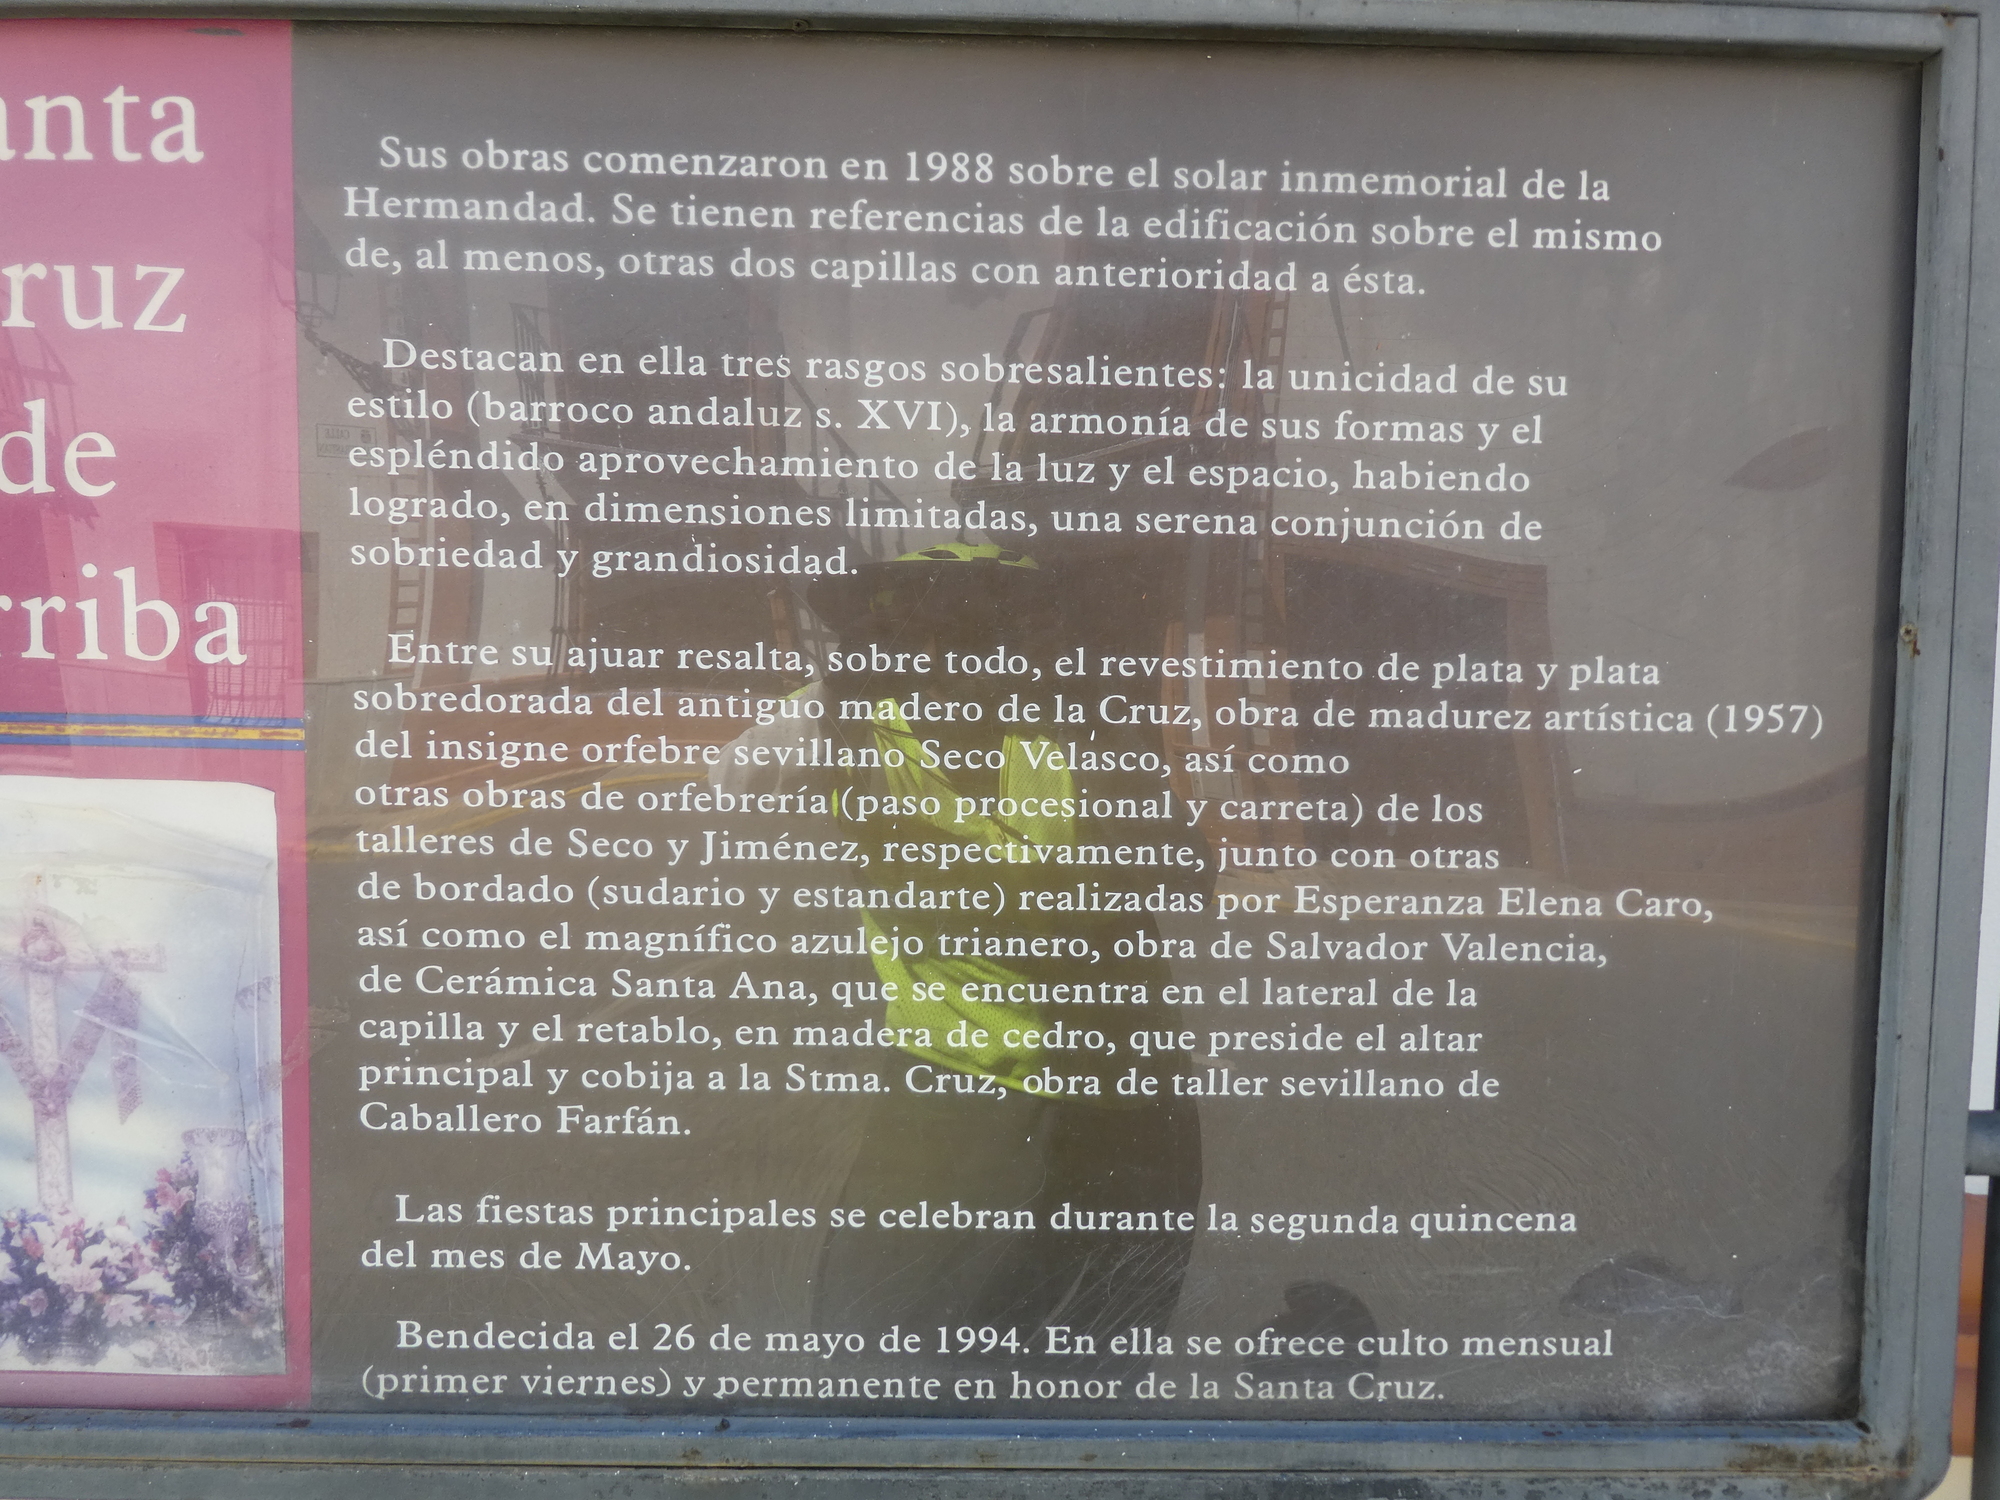 anta
ruz
de
rriba
Sus obras comenzaron en 1988 sobre el solar inmemorial de la
Hermandad. Se tienen referencias de la edificación sobre el mismo
de, al menos, otras dos capillas con anterioridad a ésta.
Destacan en ella tres rasgos sobresalientes: la unicidad de su
estilo (barroco andaluz s. XVI), la armonía de sus formas y el
espléndido aprovechamiento de la luz y el espacio, habiendo
logrado, en dimensiones limitadas, una serena conjunción de
sobriedad y grandiosidad.
Entre su ajuar resalta, sobre todo, el revestimiento de plata y plata
sobredorada del antiguo madero de la Cruz, obra de madurez artística (1957)
del insigne orfebre sevillano Seco Velasco, así como
otras obras de orfebrería (paso procesional y carreta) de los
talleres de Seco y Jiménez, respectivamente, junto con otras
de bordado (sudario y estandarte) realizadas por Esperanza Elena Caro,
así como el magnífico azulejo trianero, obra de Salvador Valencia,
de Cerámica Santa Ana, que se encuentra en el lateral de la
capilla y el retablo, en madera de cedro, que preside el altar
principal y cobija a la Stma. Cruz, obra de taller sevillano de
Caballero Farfán.
Las fiestas principales se celebran durante la segunda quincena
del mes de Mayo.
Bendecida el 26 de mayo de 1994. En ella se ofrece culto mensual
(primer viernes) y permanente en honor de la Santa Cruz.